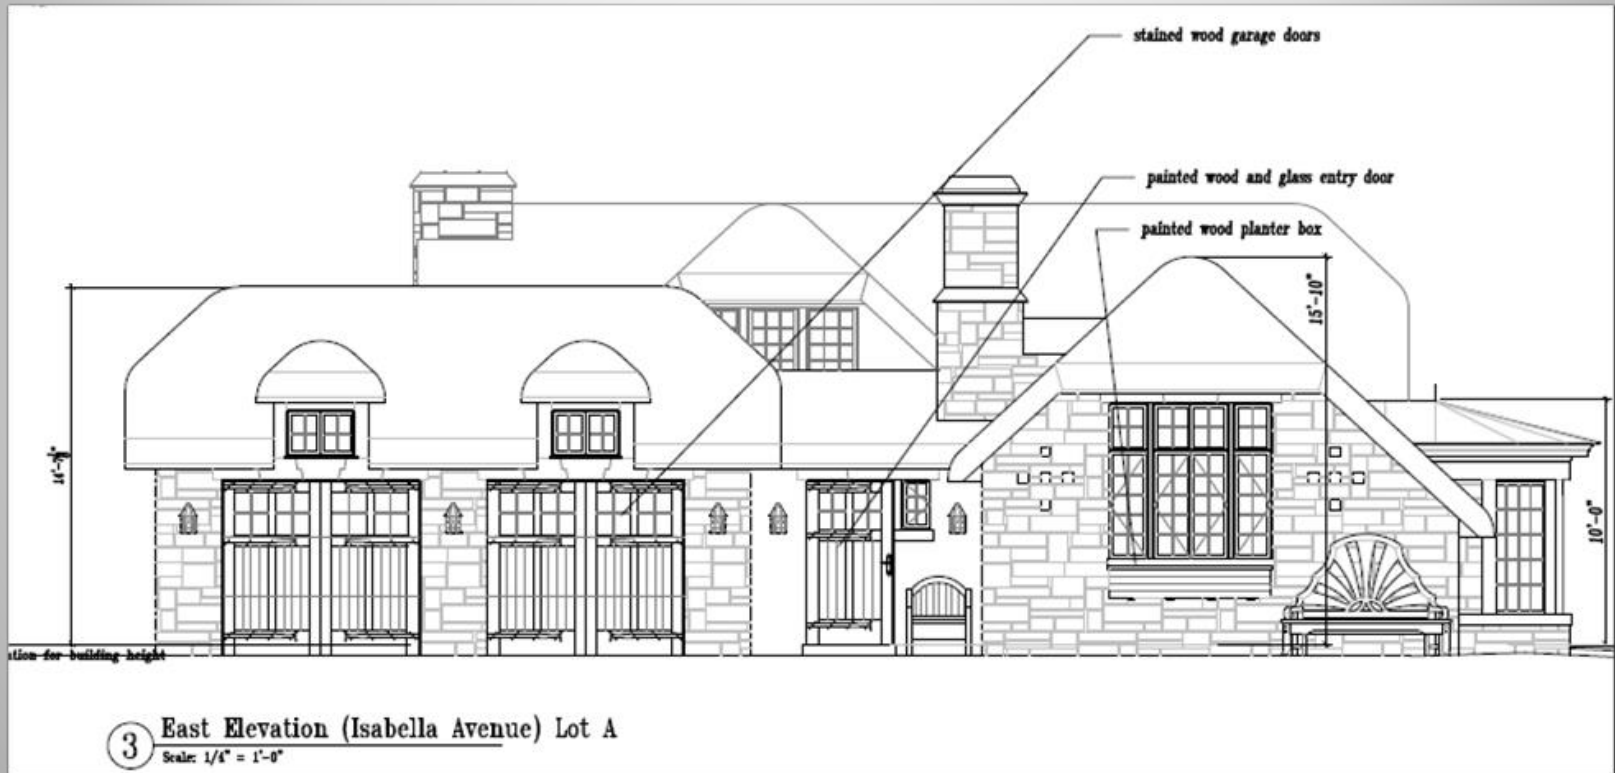 stained wood garage doors
painted wood and glass entry door
painted wood planter box
15'-10"
10'-0"
ation for building height
3
East Elevation (Isabella Avenue) Lot A
Scale: 1/4" = 1'-0"